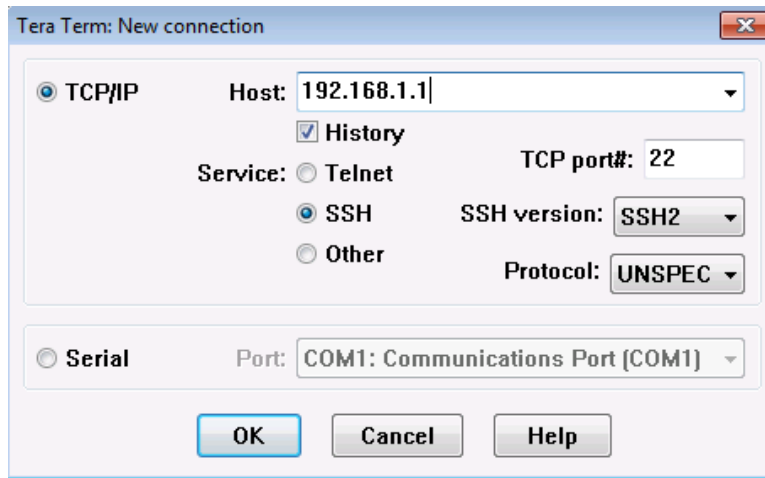 Tera Term: New connection
TCP/IP Host: 192.168.1.1
History
Service: Telnet TCP port#: 22
SSH SSH version: SSH2
Other Protocol: UNSPEC
Serial Port: COM1: Communications Port (COM1)
OK Cancel Help